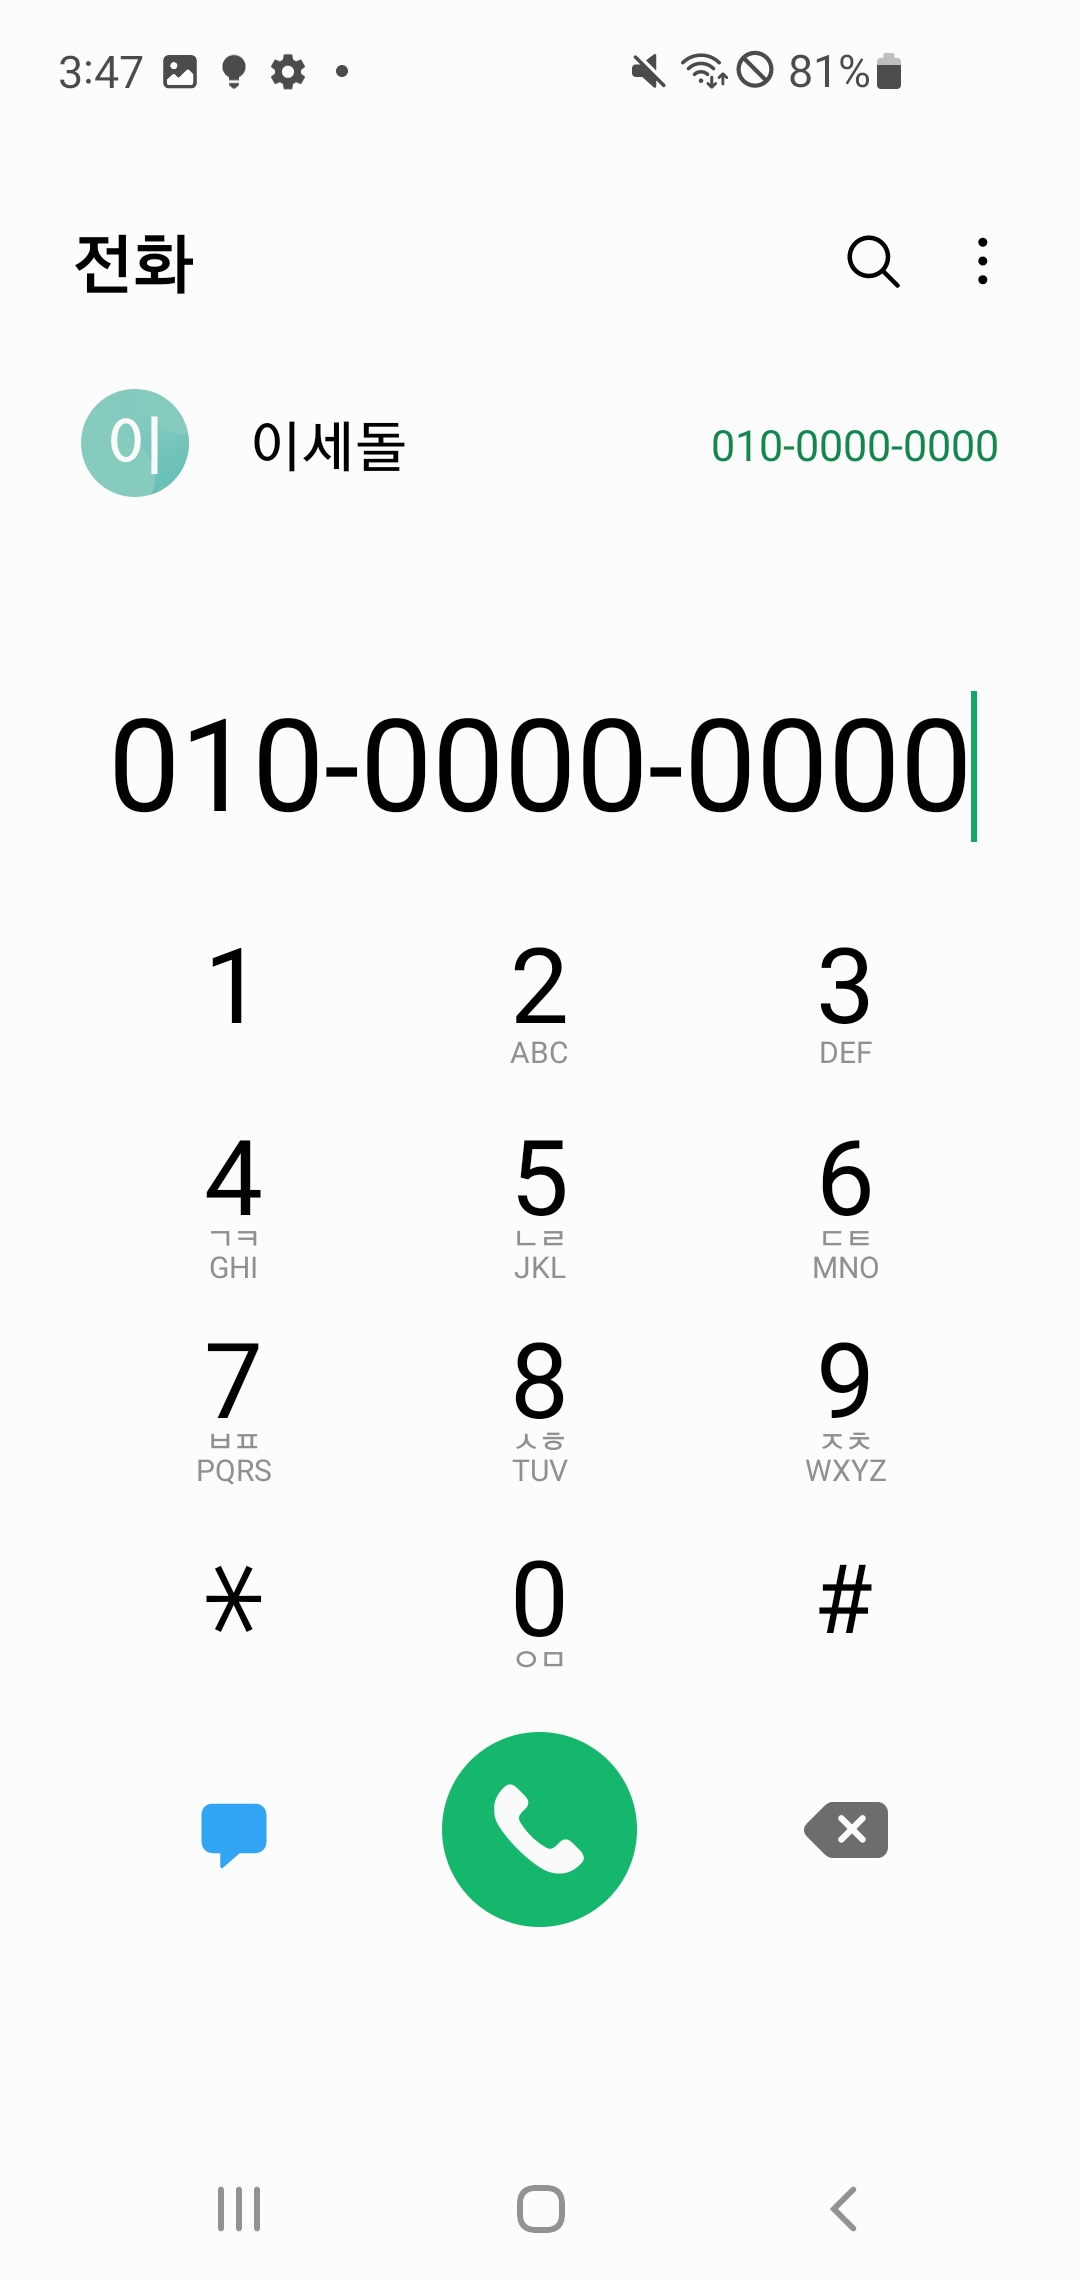 3:47 81%
전화
이 이세돌 010-0000-0000
010-0000-0000
1 2 3
ABC DEF
4 5 6
ㄱㅋ ㄴㄹ ㄷㅌ
GHI JKL MNO
7 8 9
ㅂㅍ ㅅㅎ ㅈㅊ
PQRS TUV WXYZ
* 0 #
ㅇㅁ